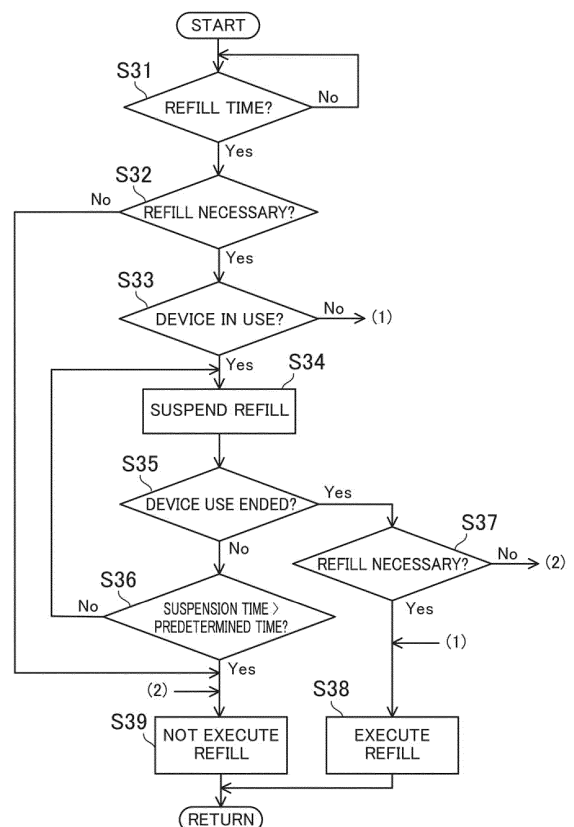 START
S31
REFILL TIME?
No
Yes
S32
No
REFILL NECESSARY?
Yes
S33
DEVICE IN USE?
No
(1)
Yes
S34
SUSPEND REFILL
S35
DEVICE USE ENDED?
Yes
No
S37
REFILL NECESSARY?
No
(2)
S36
No
SUSPENSION TIME >
PREDETERMINED TIME?
Yes
Yes
(1)
(2)
S39
NOT EXECUTE
REFILL
S38
EXECUTE
REFILL
RETURN